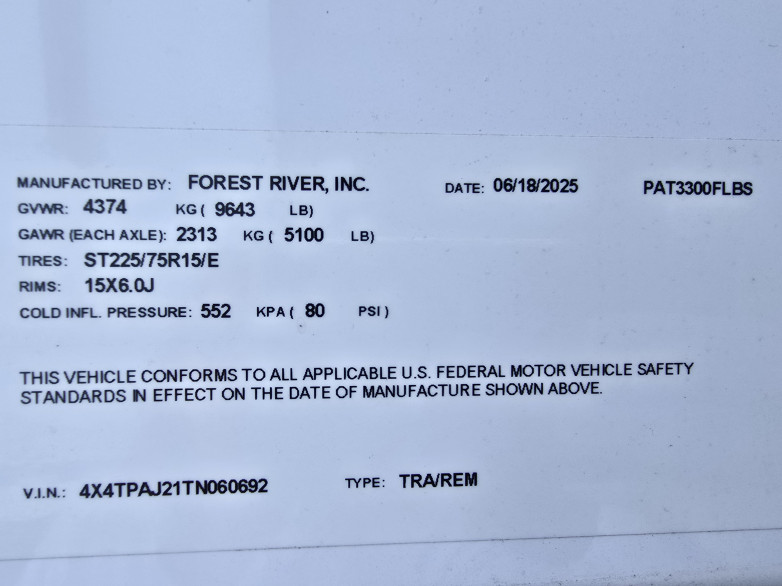 MANUFACTURED BY: FOREST RIVER, INC. DATE: 06/18/2025 PAT3300FLBS
GVWR: 4374 KG ( 9643 LB)
GAWR (EACH AXLE): 2313 KG ( 5100 LB)
TIRES: ST225/75R15/E
RIMS: 15X6.0J
COLD INFL. PRESSURE: 552 KPA ( 80 PSI )
THIS VEHICLE CONFORMS TO ALL APPLICABLE U.S. FEDERAL MOTOR VEHICLE SAFETY
STANDARDS IN EFFECT ON THE DATE OF MANUFACTURE SHOWN ABOVE.
V.I.N.: 4X4TPAJ21TN060692 TYPE: TRA/REM